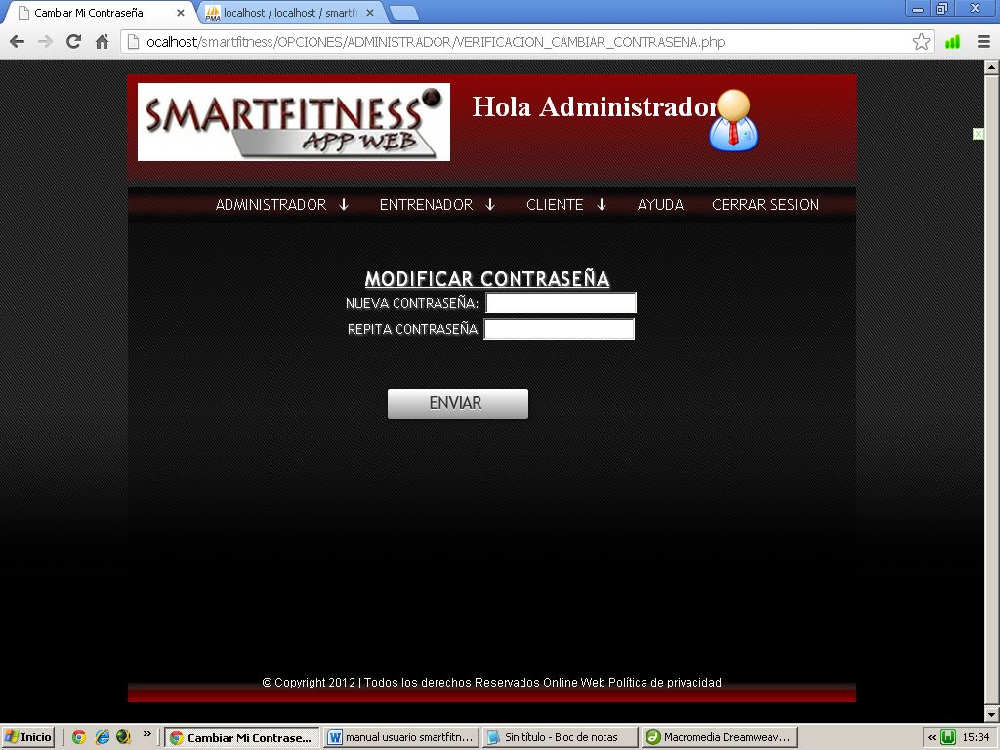 Cambiar Mi Contraseña
localhost / localhost / smartfi
localhost/smartfitness/OPCIONES/ADMINISTRADOR/VERIFICACION_CAMBIAR_CONTRASENA.php
SMARTFITNESS
APP WEB
Hola Administrador
ADMINISTRADOR ↓ ENTRENADOR ↓ CLIENTE ↓ AYUDA CERRAR SESION
MODIFICAR CONTRASEÑA
NUEVA CONTRASEÑA:
REPITA CONTRASEÑA
ENVIAR
© Copyright 2012 | Todos los derechos Reservados Online Web Política de privacidad
Inicio » Cambiar Mi Contrase... manual usuario smartfitn... Sin título - Bloc de notas Macromedia Dreamweav... « 15:34